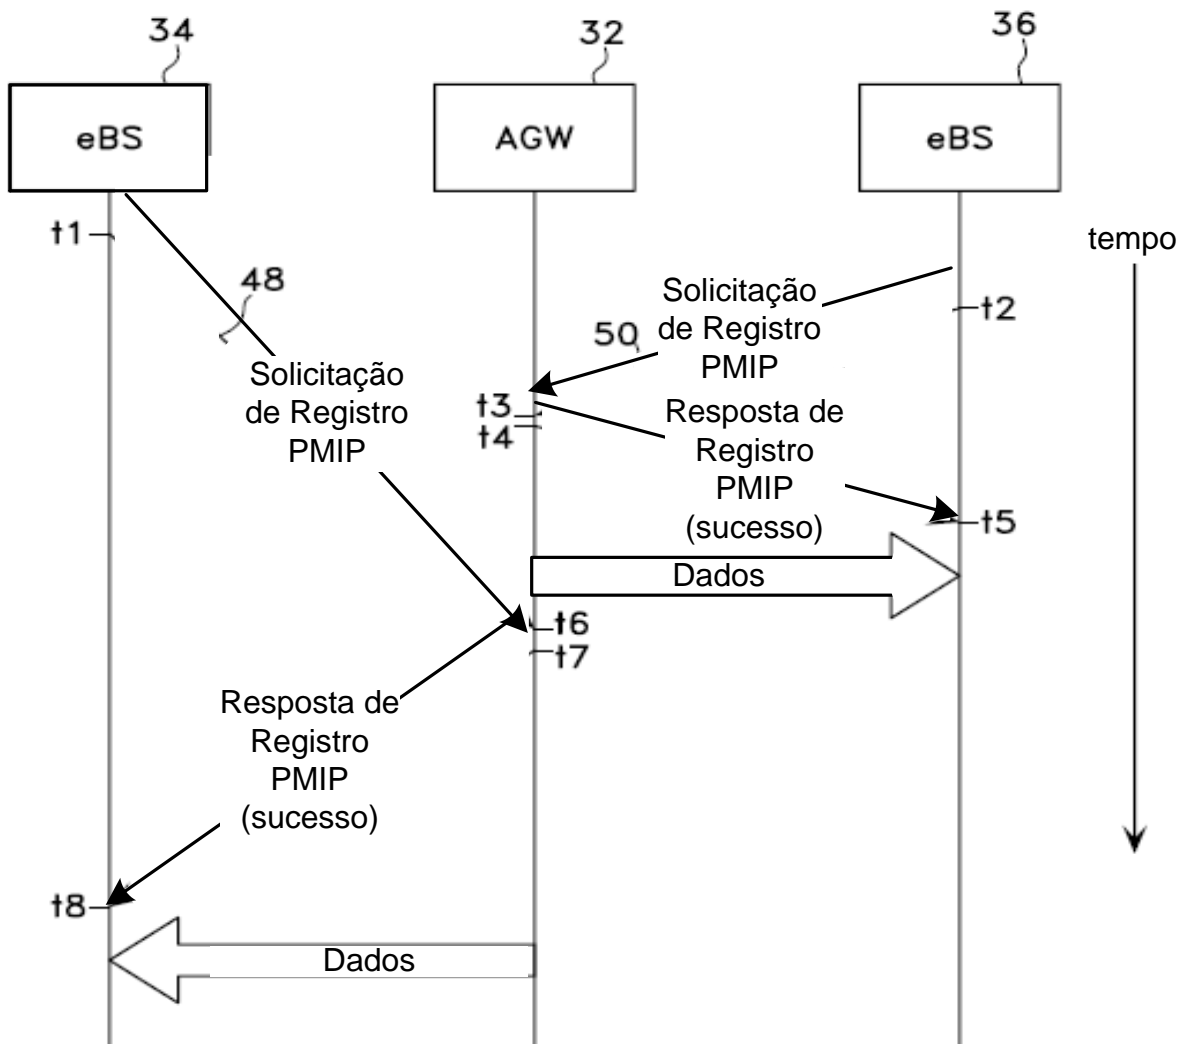 34
32
36
eBS
AGW
eBS
t1
tempo
48
Solicitação
de Registro
PMIP
t2
50
Solicitação
de Registro
PMIP
t3
t4
Resposta de
Registro
PMIP
(sucesso)
t5
Dados
t6
t7
Resposta de
Registro
PMIP
(sucesso)
t8
Dados